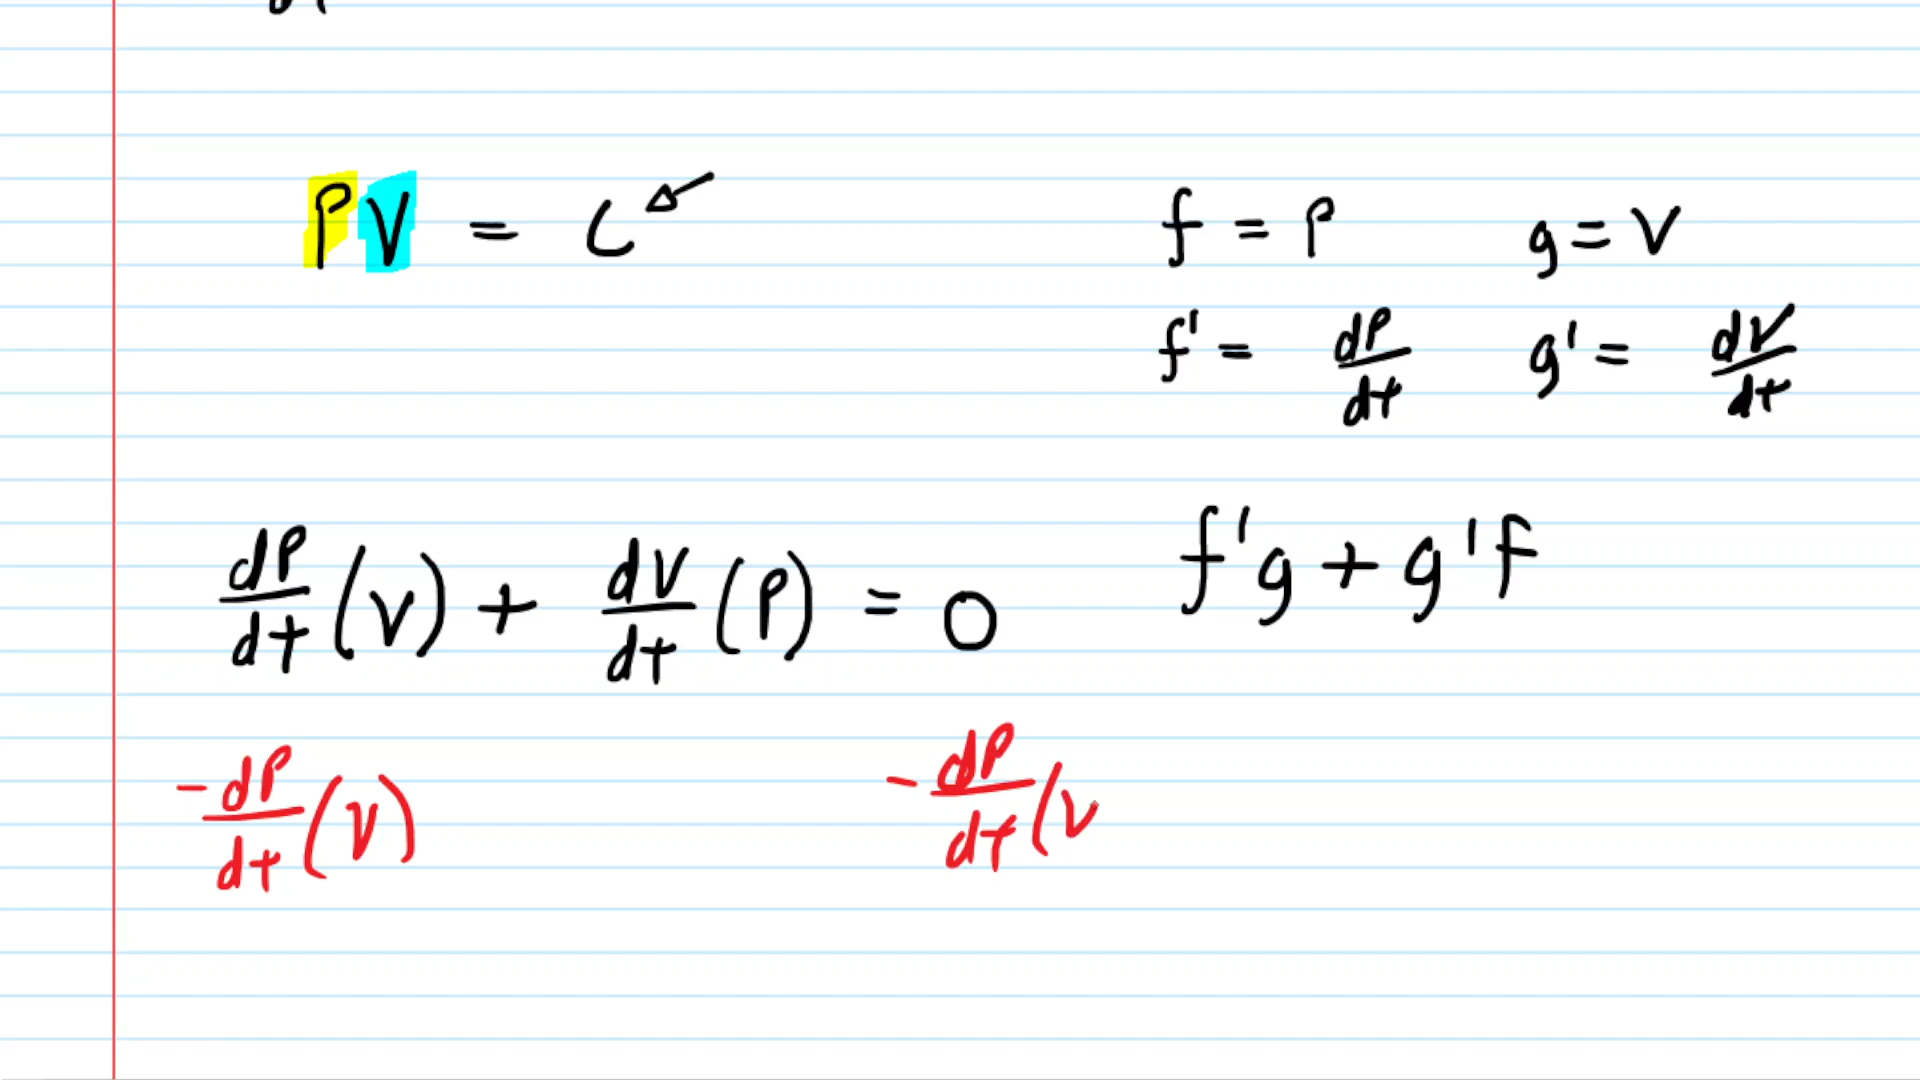 PV = C
f = P g = V
f' = dP/dt g' = dV/dt
dP/dt (V) + dV/dt (P) = 0
f'g + g'f
-dP/dt (V) -dP/dt (V